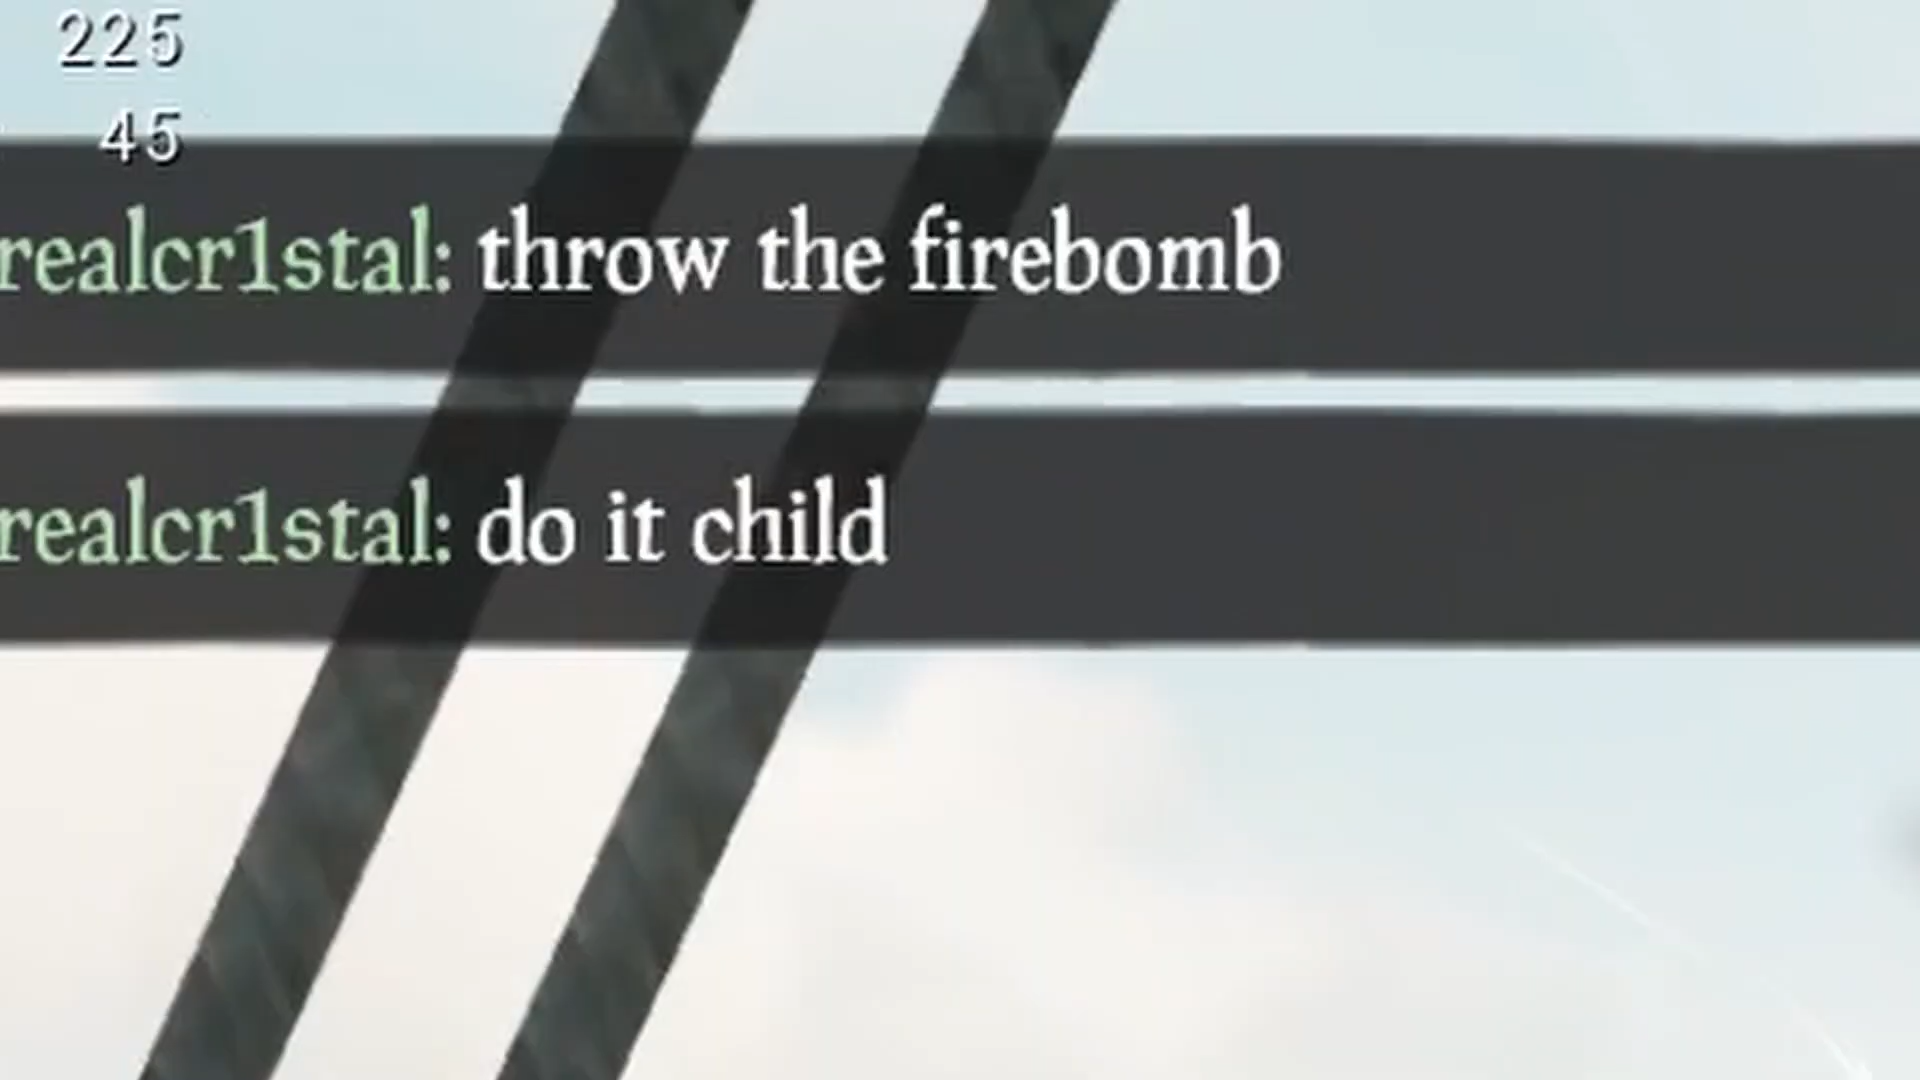 225
45
realcr1stal: throw the firebomb
realcr1stal: do it child